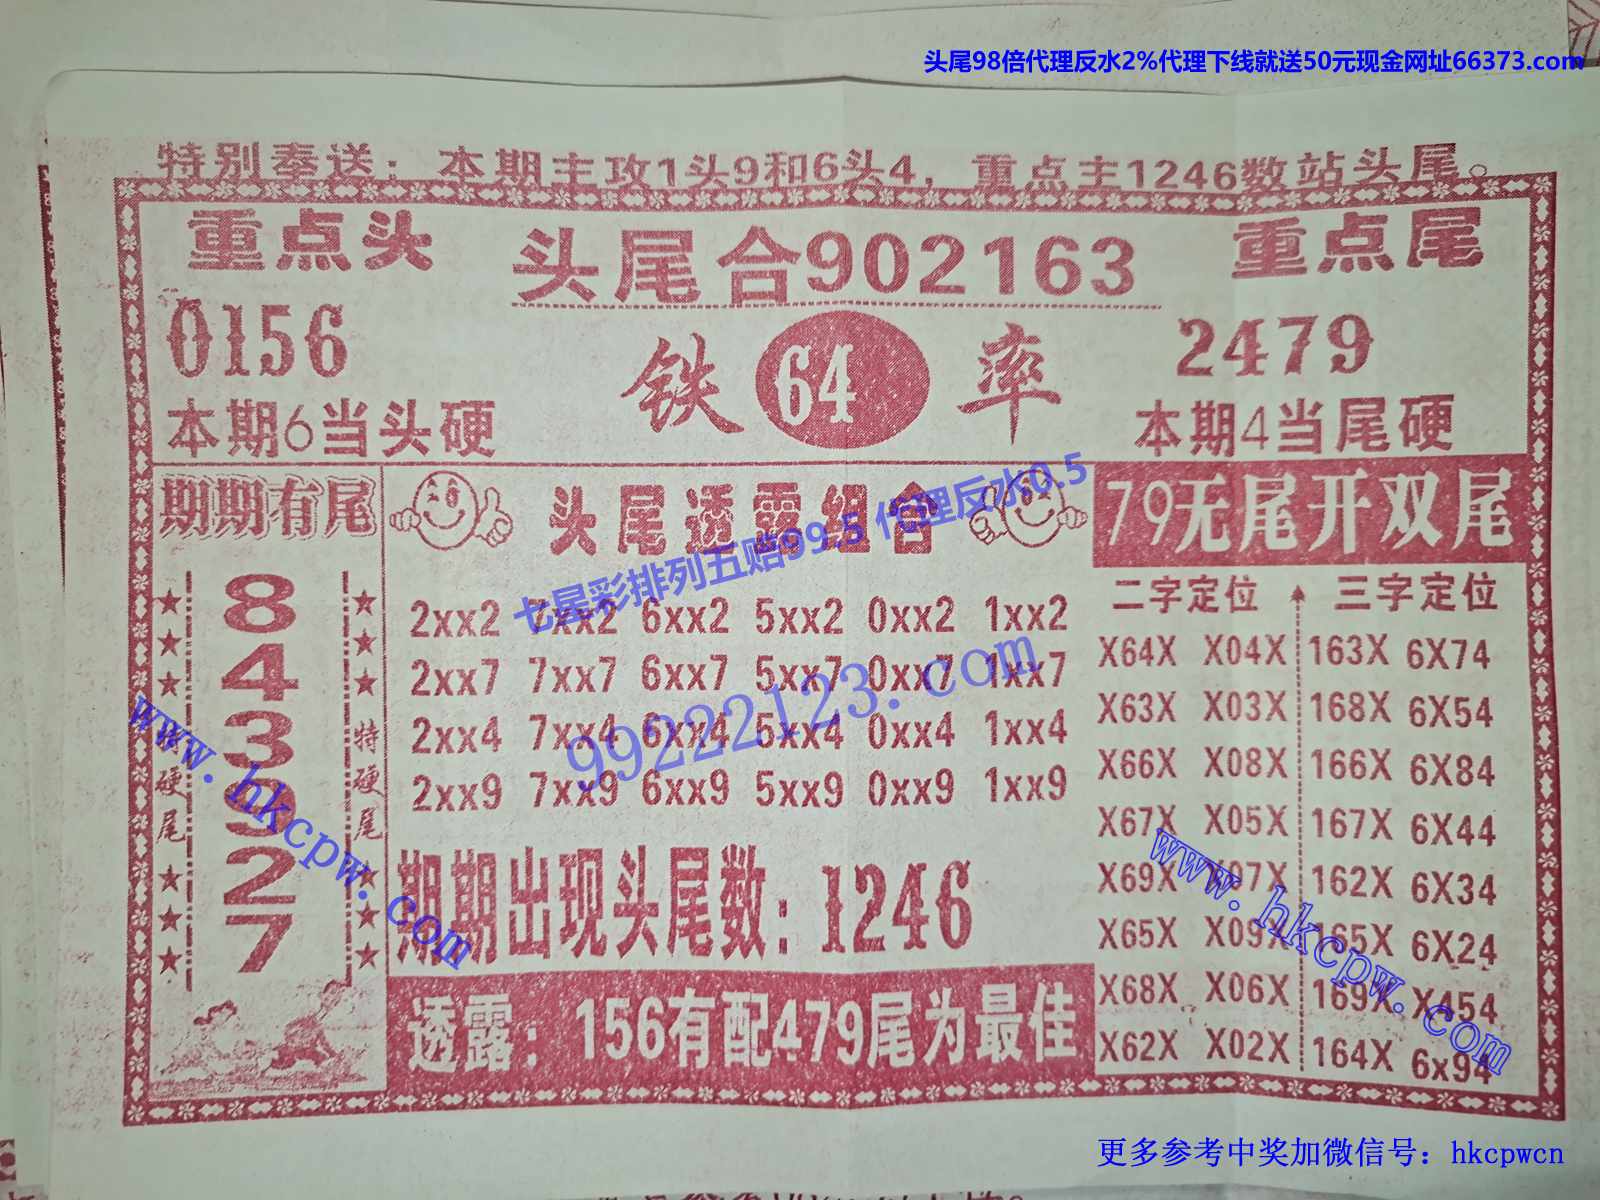 头尾98倍代理反水2%代理下线就送50元现金网址66373.com
特别奉送：本期主攻1头9和6头4，重点主1246数站头尾。
重点头
头尾合902163
重点尾
0156
铁 64 率
2479
本期6当头硬
本期4当尾硬
期期有尾
8
4
3
9
2
7
特硬尾
特硬尾
头尾透露组合
七星彩排列五赔99.5 代理反水0.5
2xx2 7xx2 6xx2 5xx2 0xx2 1xx2
2xx7 7xx7 6xx7 5xx7 0xx7 1xx7
2xx4 7xx4 6xx4 5xx4 0xx4 1xx4
2xx9 7xx9 6xx9 5xx9 0xx9 1xx9
99222123.com
期期出现头尾数：1246
透露：156有配479尾为最佳
79无尾开双尾
二字定位 三字定位
X64X X04X 163X 6X74
X63X X03X 168X 6X54
X66X X08X 166X 6X84
X67X X05X 167X 6X44
X69X X07X 162X 6X34
X65X X09X 165X 6X24
X68X X06X 169X X454
X62X X02X 164X 6x94
www.hkcpw.com
www.hkcpw.com
更多参考中奖加微信号：hkcpwcn